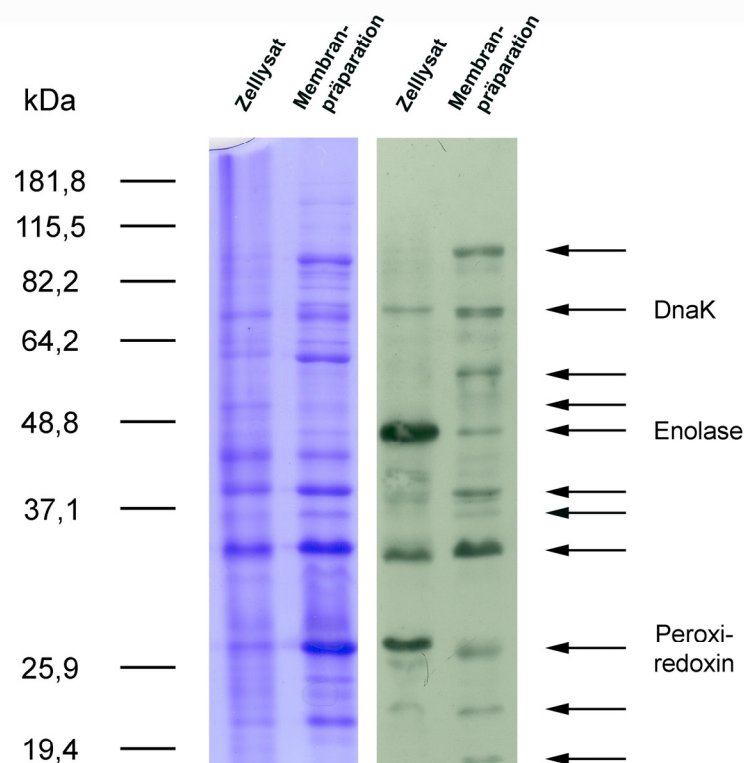 kDa
Zelllysat
Membran-
präparation
Zelllysat
Membran-
präparation
181,8
115,5
82,2
64,2
48,8
37,1
25,9
19,4
DnaK
Enolase
Peroxi-
redoxin